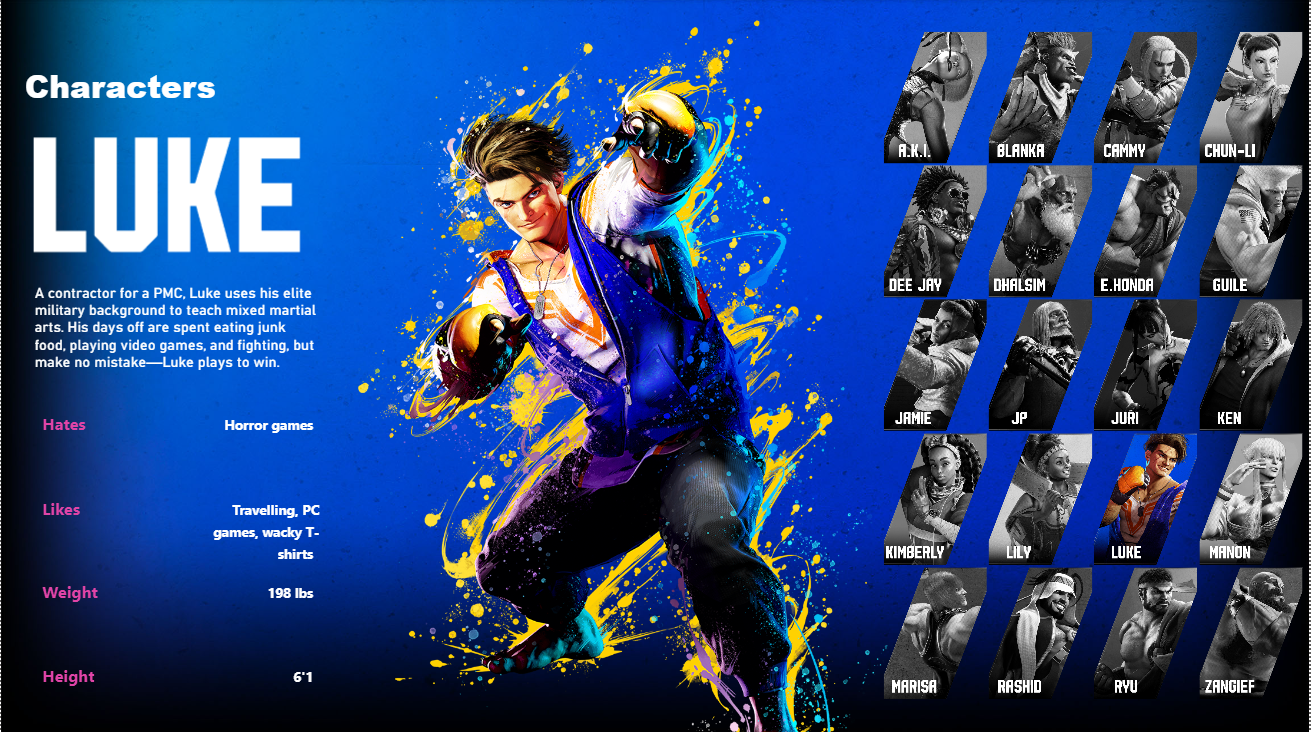 Characters
LUKE
A contractor for a PMC, Luke uses his elite
military background to teach mixed martial
arts. His days off are spent eating junk
food, playing video games, and fighting, but
make no mistake—Luke plays to win.
Hates Horror games
Likes Travelling, PC
games, wacky T-
shirts
Weight 198 lbs
Height 6'1
A.K.I. BLANKA CAMMY CHUN-LI
DEE JAY DHALSIM E.HONDA GUILE
JAMIE JP JURI KEN
KIMBERLY LILY LUKE MANON
MARISA RASHID RYU ZANGIEF